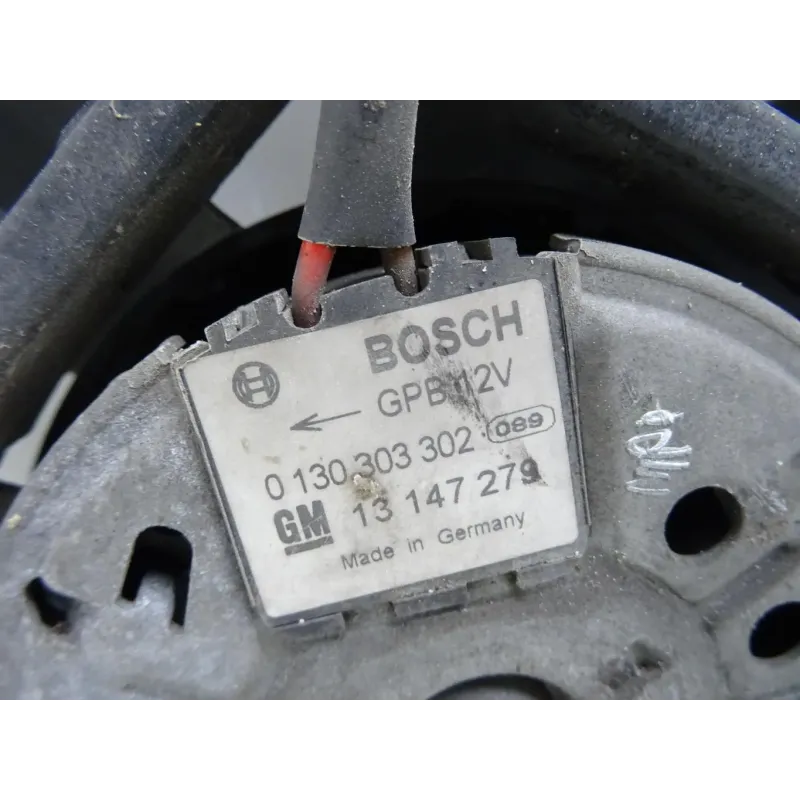 BOSCH
GPB 12V
0 130 303 302 089
GM 13 147 279
Made in Germany